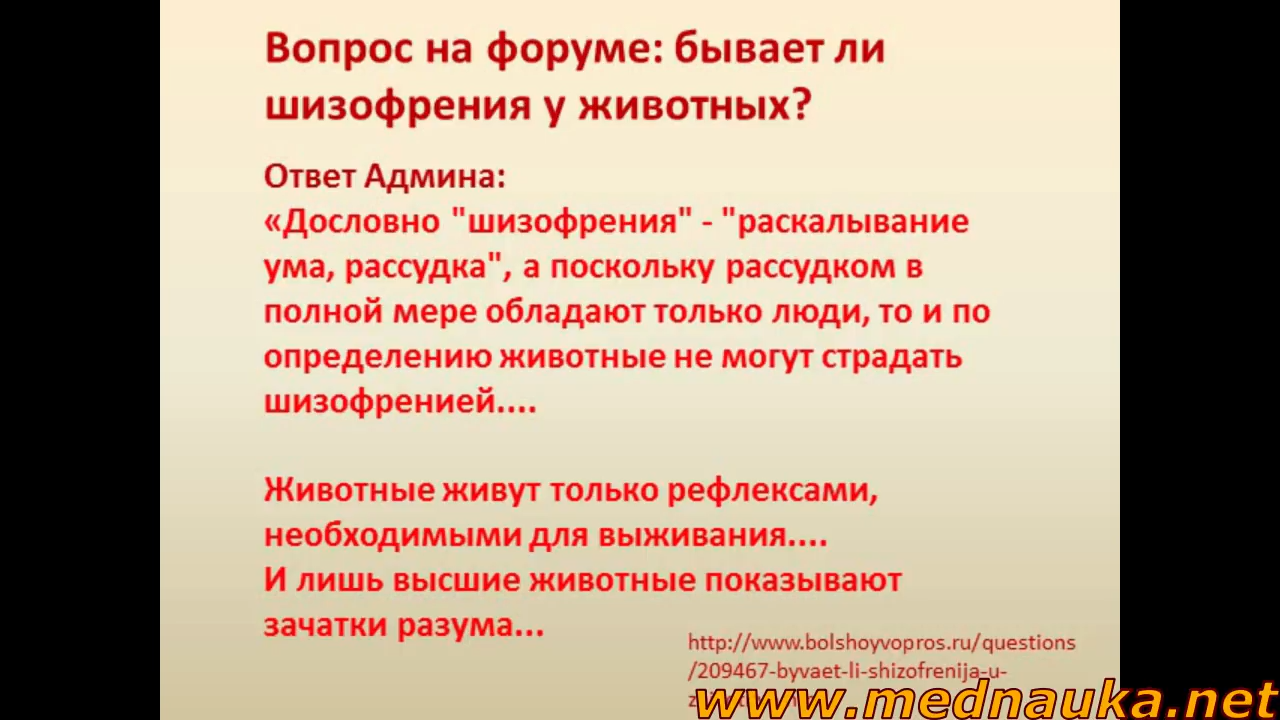 Вопрос на форуме: бывает ли
шизофрения у животных?
Ответ Админа:
«Дословно "шизофрения" - "раскалывание
ума, рассудка", а поскольку рассудком в
полной мере обладают только люди, то и по
определению животные не могут страдать
шизофренией....
Животные живут только рефлексами,
необходимыми для выживания....
И лишь высшие животные показывают
зачатки разума...
http://www.bolshoyvopros.ru/questions
/209467-byvaet-li-shizofrenija-u-
www.mednauka.net